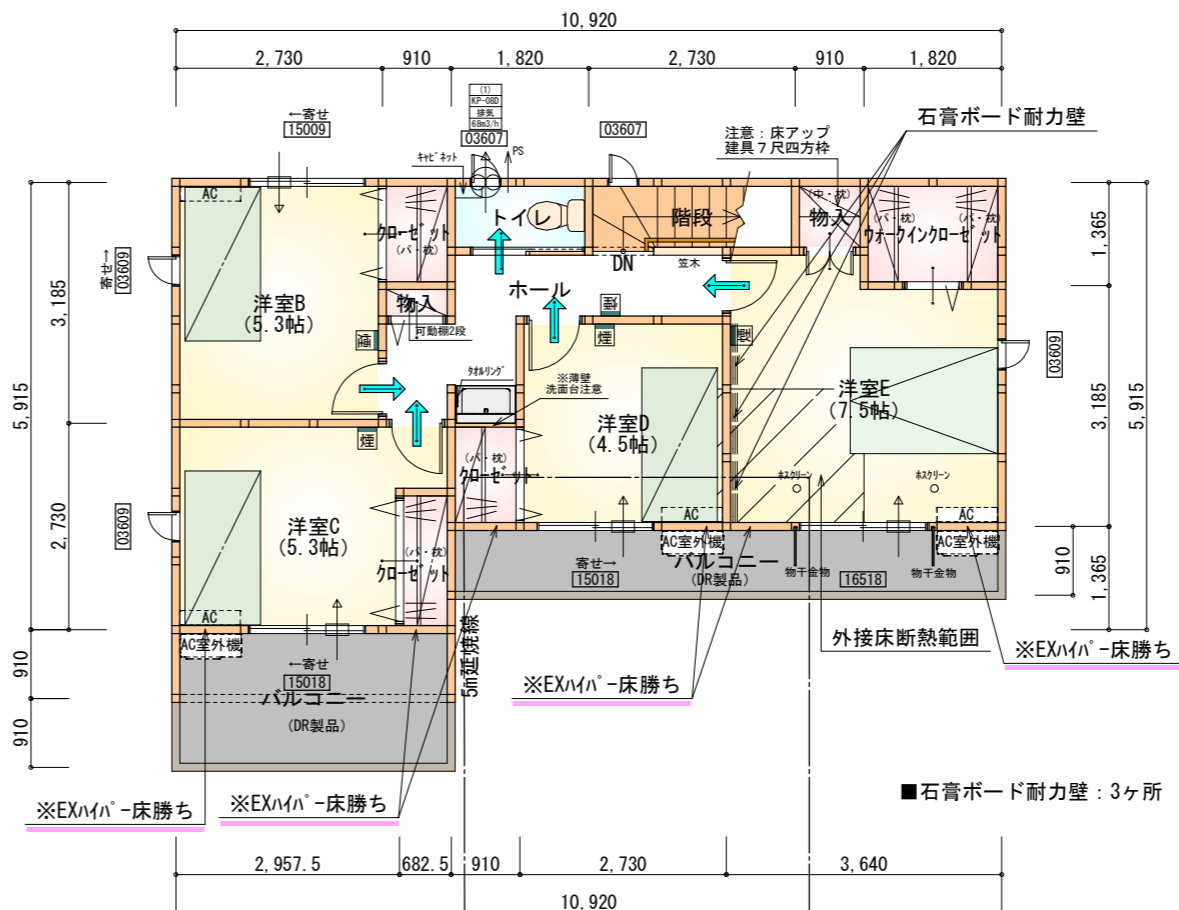 10,920
2,730
910
1,820
2,730
910
1,820
(1)
KP-08D
排気
68m3/h
←寄せ
15009
03607
03607
石膏ボード耐力壁
注意：床アップ
建具７尺四方枠
ｷｬﾋﾞﾈｯﾄ
PS
AC
クローゼット
(バ・枕)
トイレ
階段
(中・枕)
物入
(バ・枕)
(バ・枕)
ウォークインクローゼット
1,365
寄せ→
03609
3,185
5,915
洋室B
(5.3帖)
物入
可動棚2段
ホール
DN
笠木
煙
煙
煙
煙
ﾀｵﾙﾘﾝｸﾞ
※薄壁
洗面台注意
洋室D
(4.5帖)
洋室E
(7.5帖)
03609
3,185
5,915
煙
(バ・枕)
クローゼット
ﾎｽｸﾘｰﾝ
ﾎｽｸﾘｰﾝ
2,730
03609
洋室C
(5.3帖)
(バ・枕)
クローゼット
AC
AC
AC室外機
AC室外機
バルコニー
(DR製品)
寄せ→
15018
物干金物
16518
物干金物
910
1,365
AC
AC室外機
5m延焼線
外接床断熱範囲
※EXﾊｲﾊﾟｰ床勝ち
←寄せ
15018
バルコニー
(DR製品)
910
910
※EXﾊｲﾊﾟｰ床勝ち
※EXﾊｲﾊﾟｰ床勝ち
※EXﾊｲﾊﾟｰ床勝ち
■石膏ボード耐力壁：3ヶ所
2,957.5
682.5
910
2,730
3,640
10,920